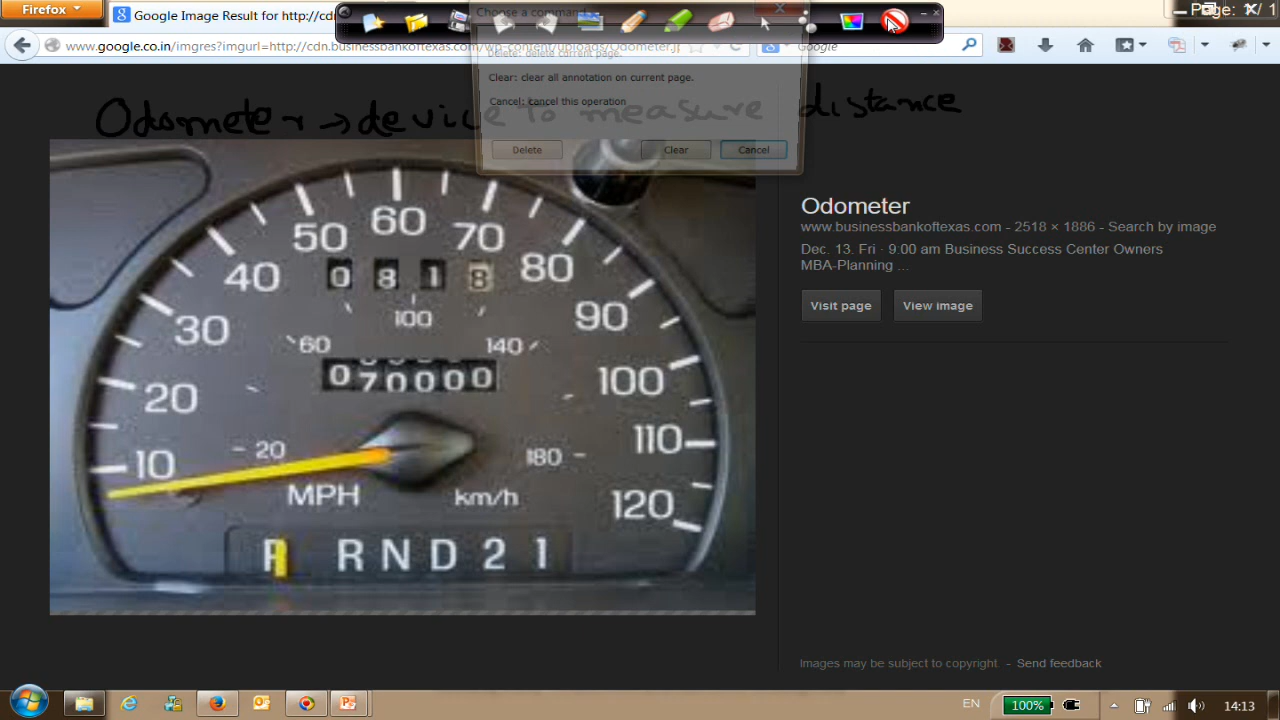 Firefox
Google Image Result for http://cdn
Choose a comman
Page: 1 / 1
www.google.co.in/imgres?imgurl=http://cdn.businessbankoftexas.com/wp-content/uploads/Odometer.j
Google
Delete: delete current page.
Clear: clear all annotation on current page.
Cancel: cancel this operation
Delete Clear Cancel
Odometer → device to measure distance
Odometer
www.businessbankoftexas.com - 2518 × 1886 - Search by image
Dec. 13. Fri · 9:00 am Business Success Center Owners
MBA-Planning ...
Visit page View image
10 20 30 40 50 60 70 80 90 100 110 120
0 8 1 8
20 60 100 140 180
0 7 0 0 0 0
MPH km/h
P R N D 2 1
Images may be subject to copyright. - Send feedback
EN 100% 14:13